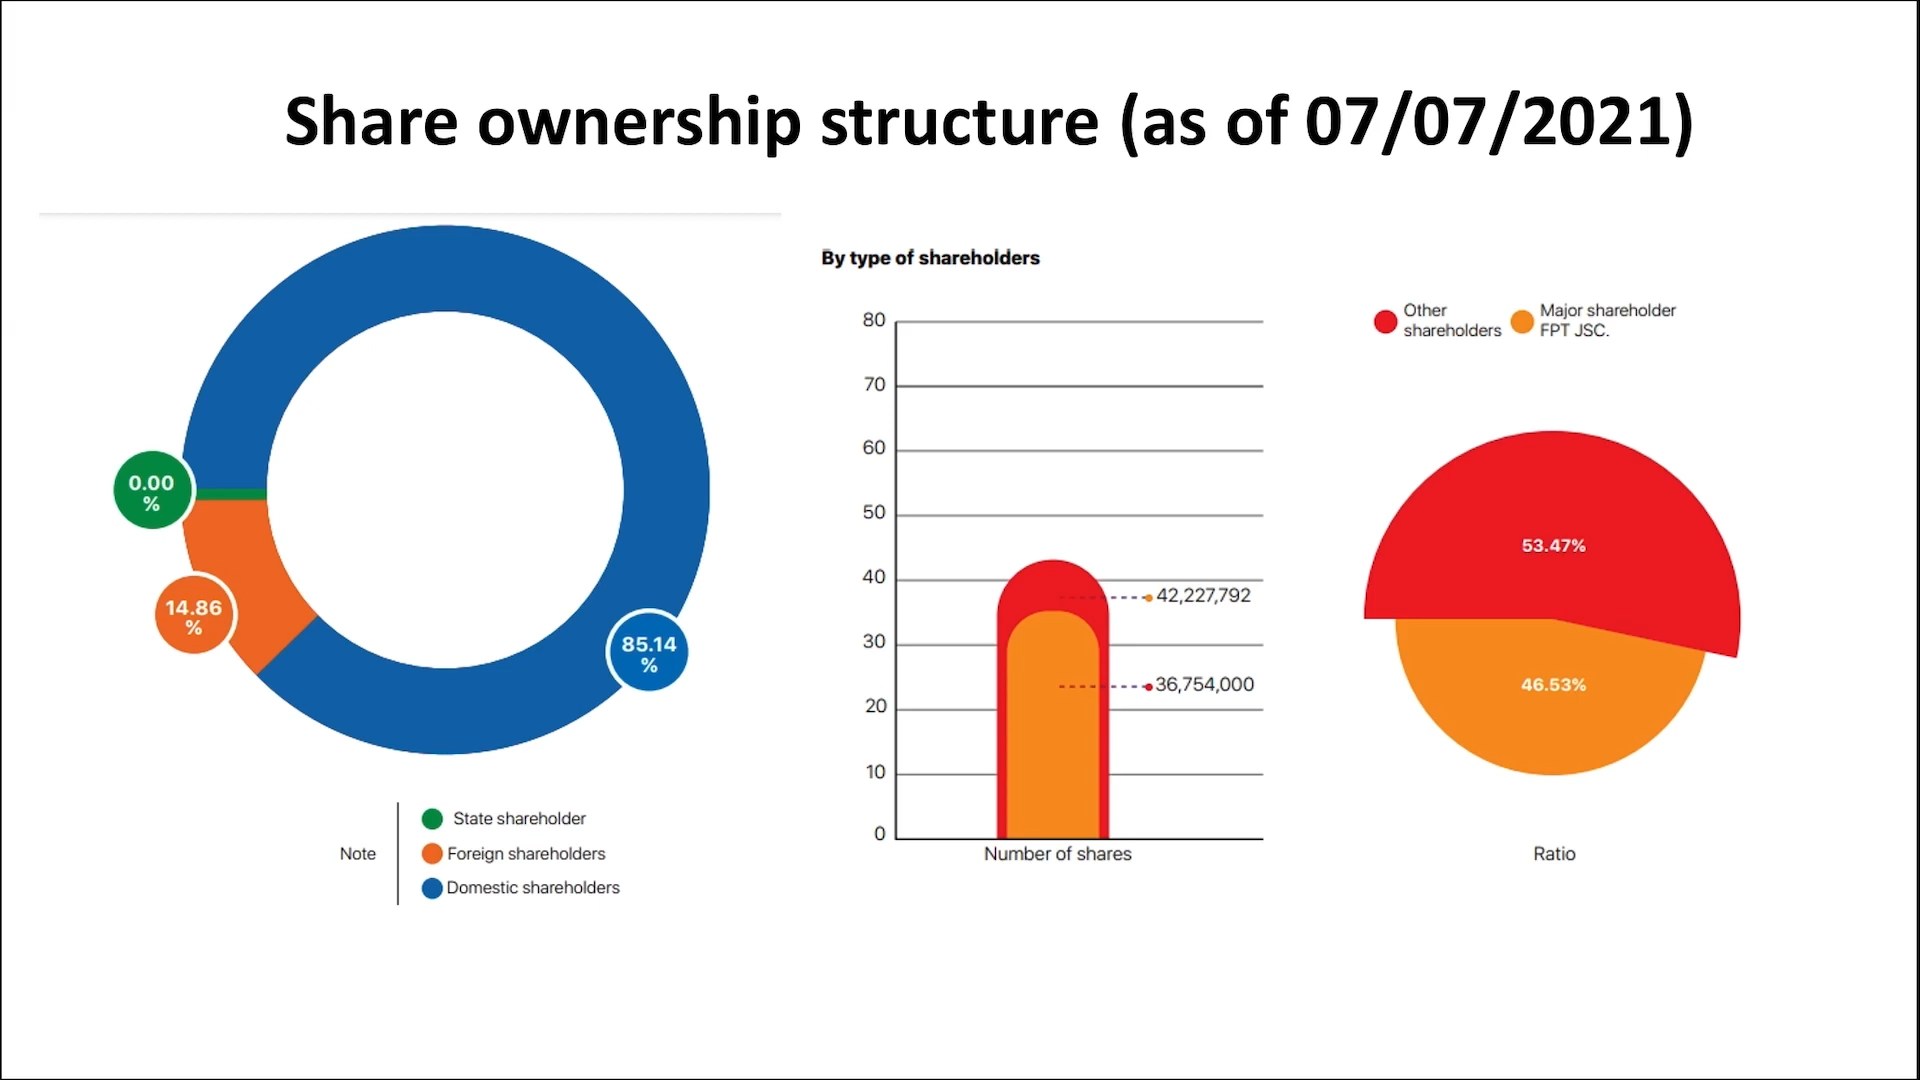 Share ownership structure (as of 07/07/2021)
0.00
%
14.86
%
85.14
%
Note
State shareholder
Foreign shareholders
Domestic shareholders
By type of shareholders
80
70
60
50
40
30
20
10
0
42,227,792
36,754,000
Number of shares
Other
shareholders
Major shareholder
FPT JSC.
53.47%
46.53%
Ratio